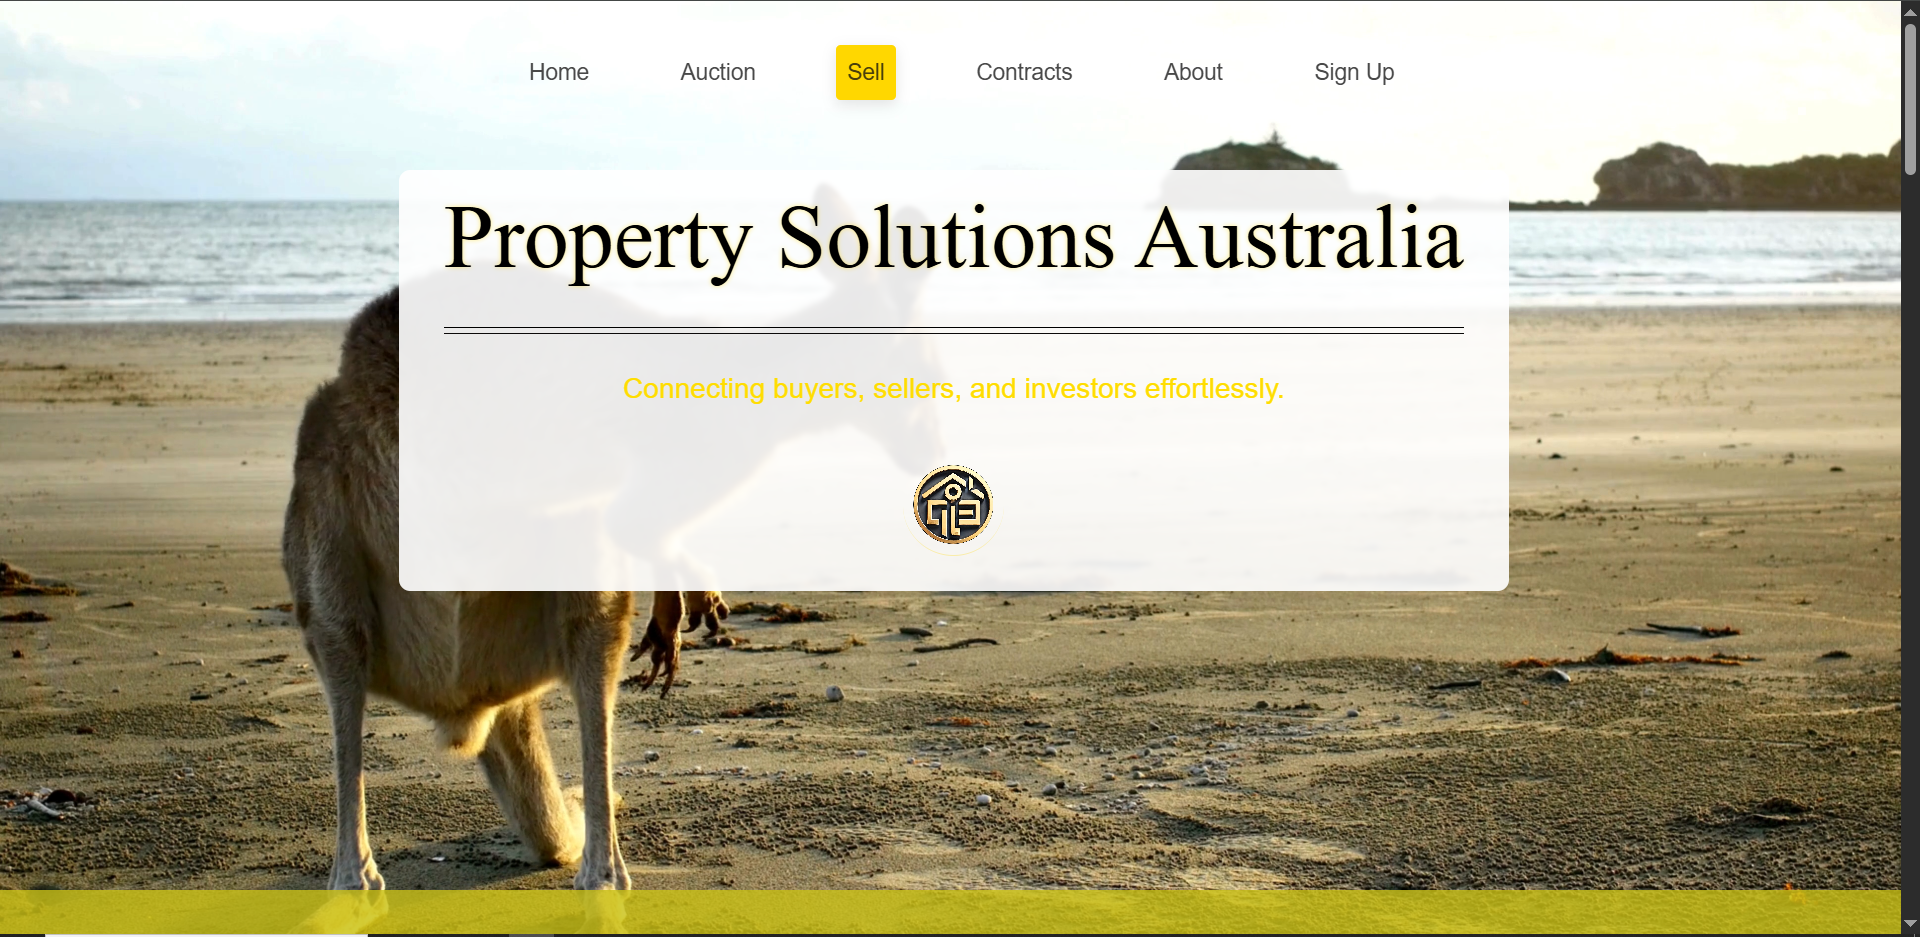 Home
Auction
Sell
Contracts
About
Sign Up
Property Solutions Australia
Connecting buyers, sellers, and investors effortlessly.